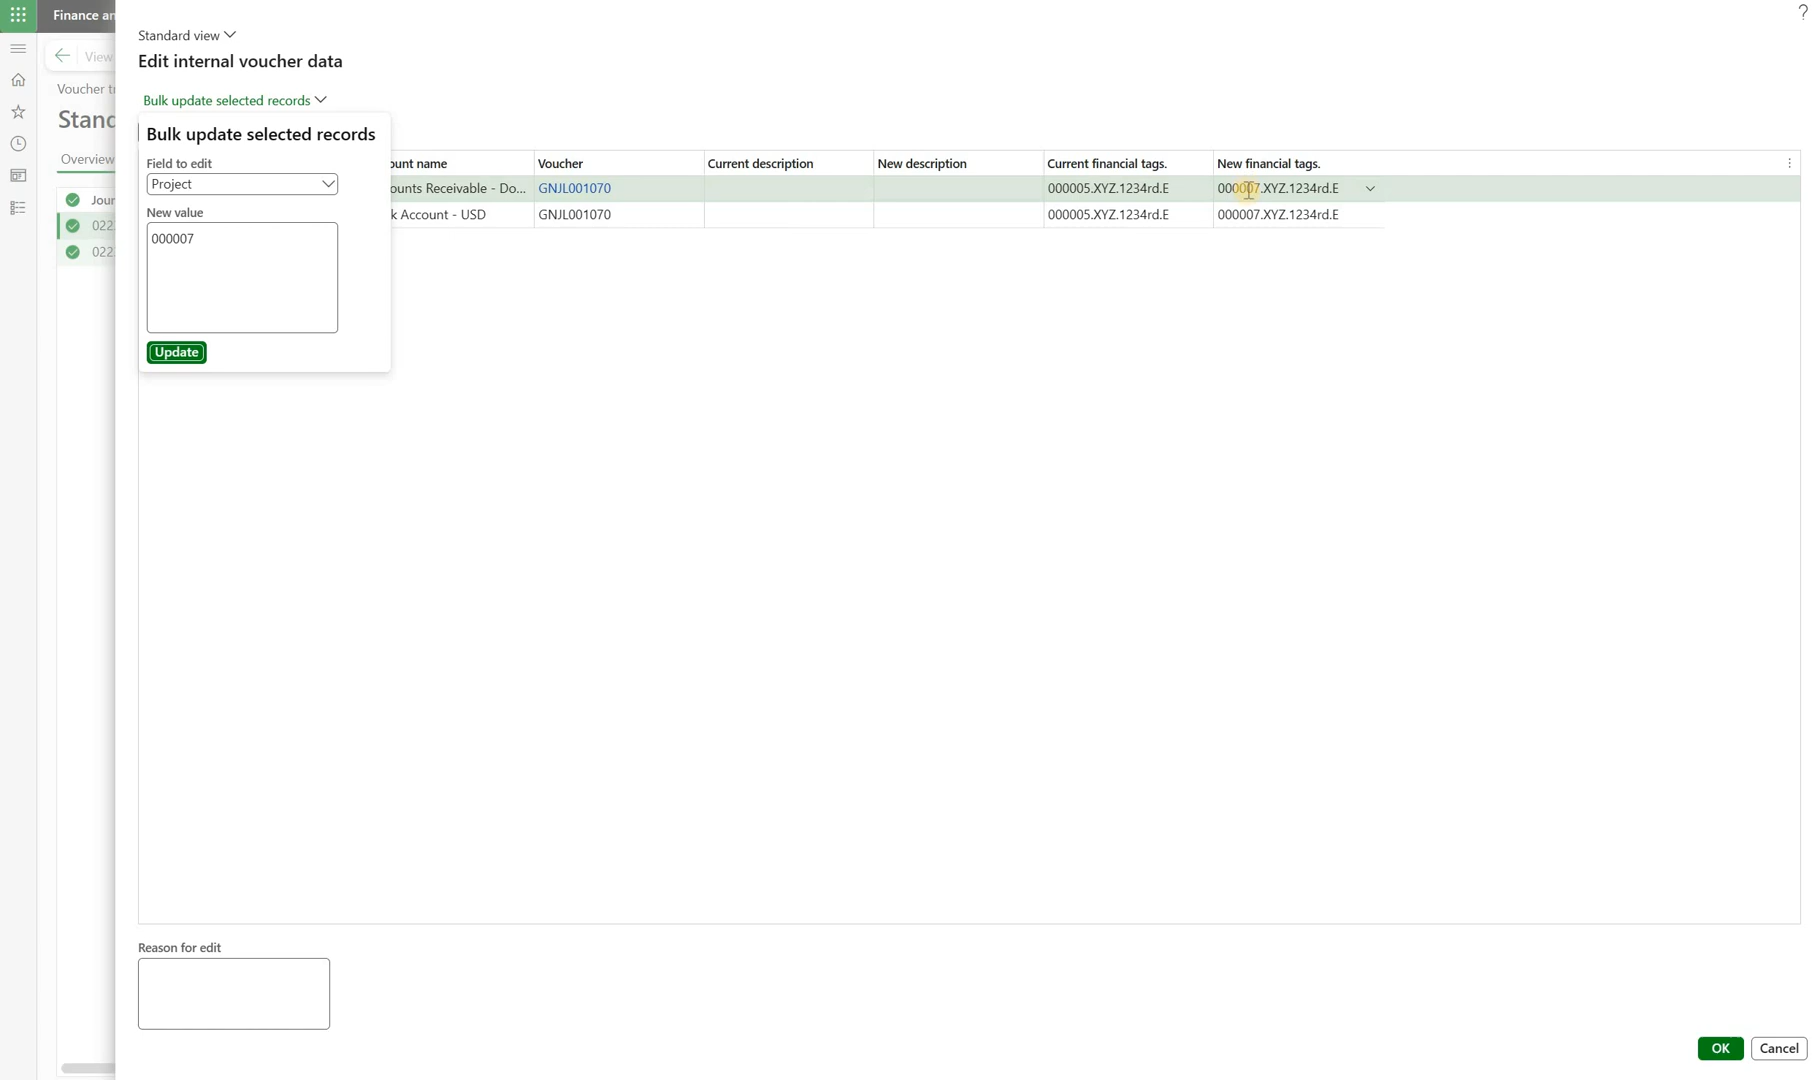 Finance an
?
Standard view
Edit internal voucher data
View
Voucher t
Stand
Overview
Bulk update selected records
Bulk update selected records
Field to edit
Project
New value
000007
Update
ount name Voucher Current description New description Current financial tags. New financial tags.
ounts Receivable - Do... GNJL001070 000005.XYZ.1234rd.E 000007.XYZ.1234rd.E
k Account - USD GNJL001070 000005.XYZ.1234rd.E 000007.XYZ.1234rd.E
Jour
022
022
Reason for edit
OK Cancel